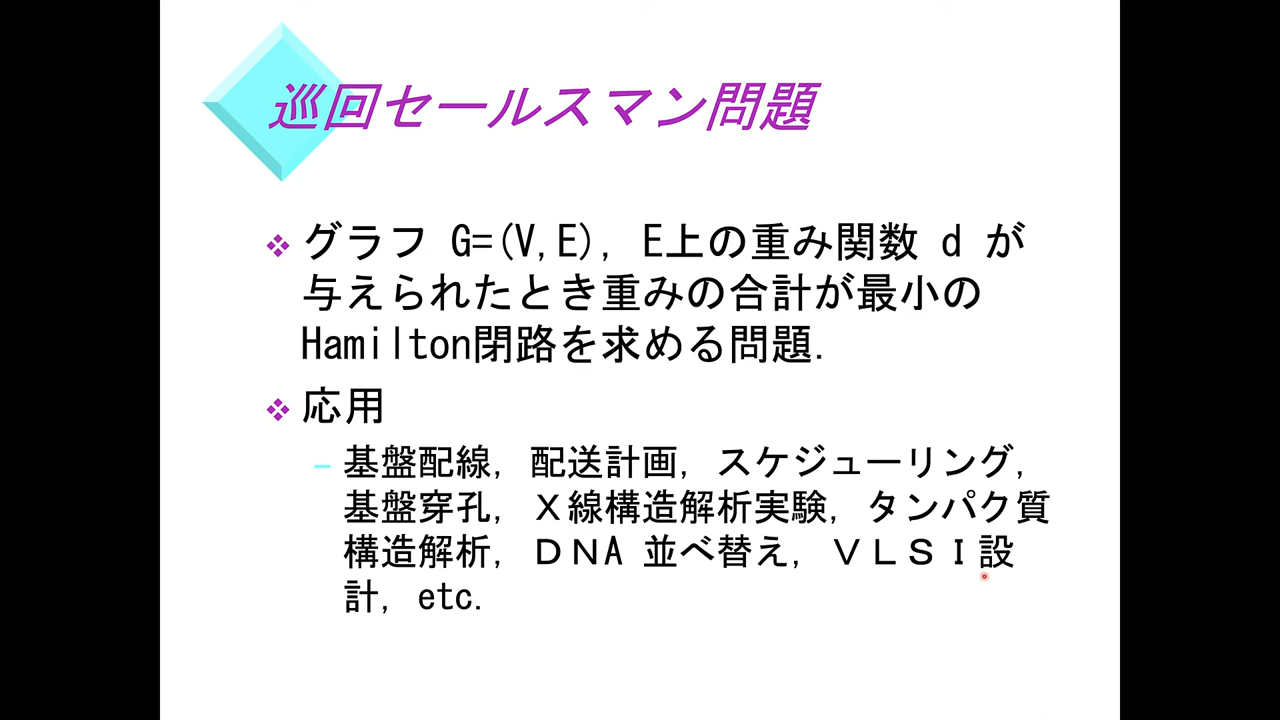 巡回セールスマン問題
グラフ G=(V,E), E上の重み関数 d が
与えられたとき重みの合計が最小の
Hamilton閉路を求める問題.
応用
– 基盤配線, 配送計画, スケジューリング,
基盤穿孔, Ｘ線構造解析実験, タンパク質
構造解析, ＤＮA 並べ替え, ＶＬＳＩ設
計, etc.